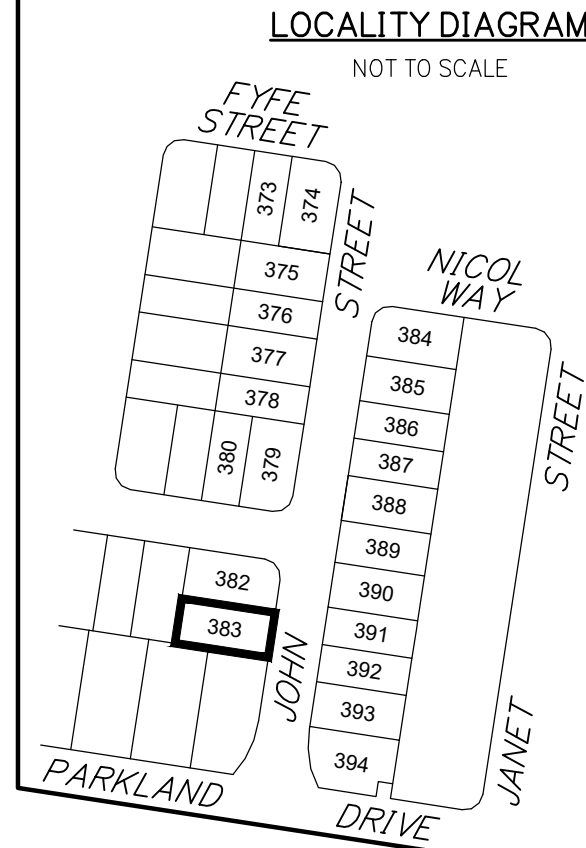 LOCALITY DIAGRAM
NOT TO SCALE
FYFE
STREET
373
374
375
376
377
378
380
379
STREET
NICOL
WAY
384
385
386
387
388
389
390
391
392
393
394
STREET
382
383
JOHN
JANET
PARKLAND
DRIVE